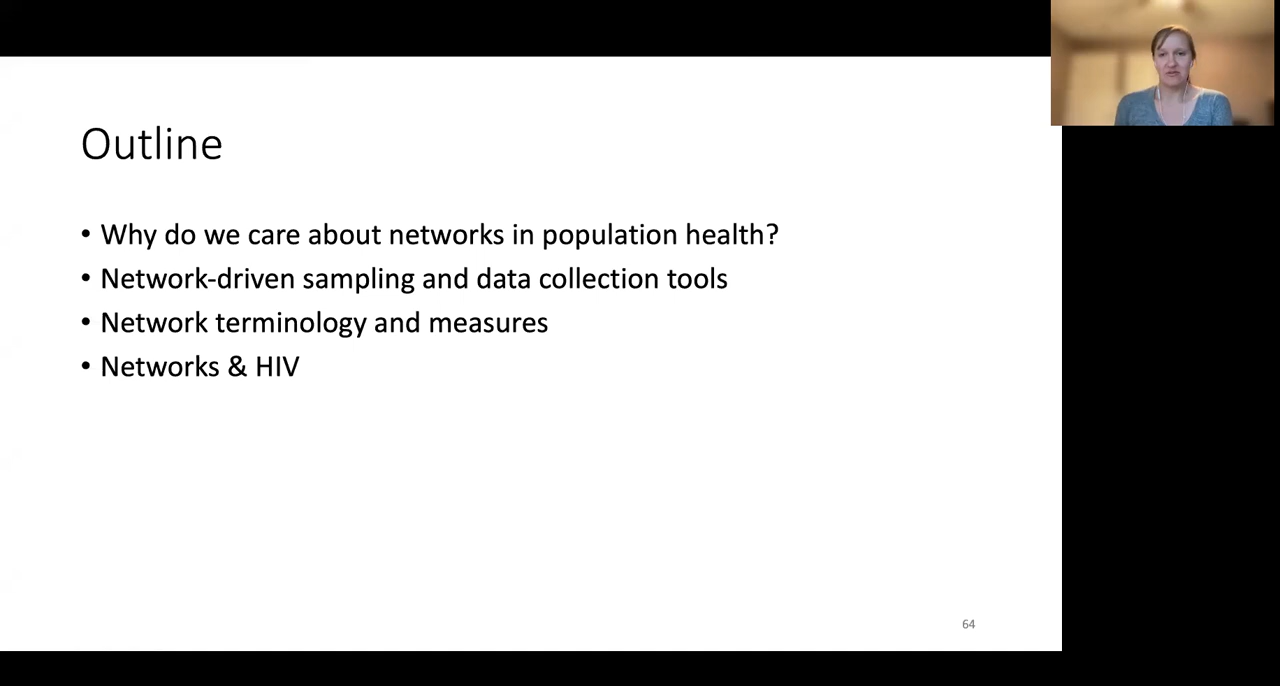 Outline
• Why do we care about networks in population health?
• Network-driven sampling and data collection tools
• Network terminology and measures
• Networks & HIV
64